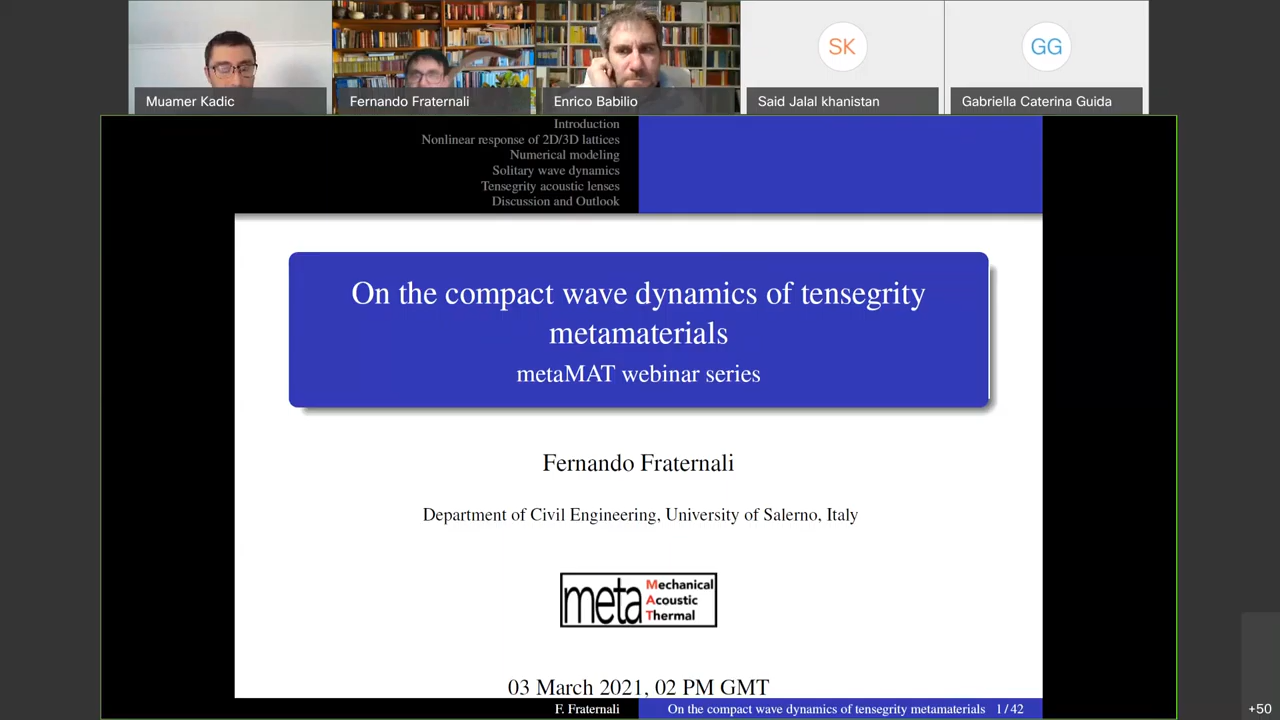 SK
GG
Muamer Kadic
Fernando Fraternali
Enrico Babilio
Said Jalal khanistan
Gabriella Caterina Guida
Introduction
Nonlinear response of 2D/3D lattices
Numerical modeling
Solitary wave dynamics
Tensegrity acoustic lenses
Discussion and Outlook
On the compact wave dynamics of tensegrity
metamaterials
metaMAT webinar series
Fernando Fraternali
Department of Civil Engineering, University of Salerno, Italy
meta
Mechanical
Acoustic
Thermal
03 March 2021, 02 PM GMT
F. Fraternali
On the compact wave dynamics of tensegrity metamaterials 1 / 42
+50